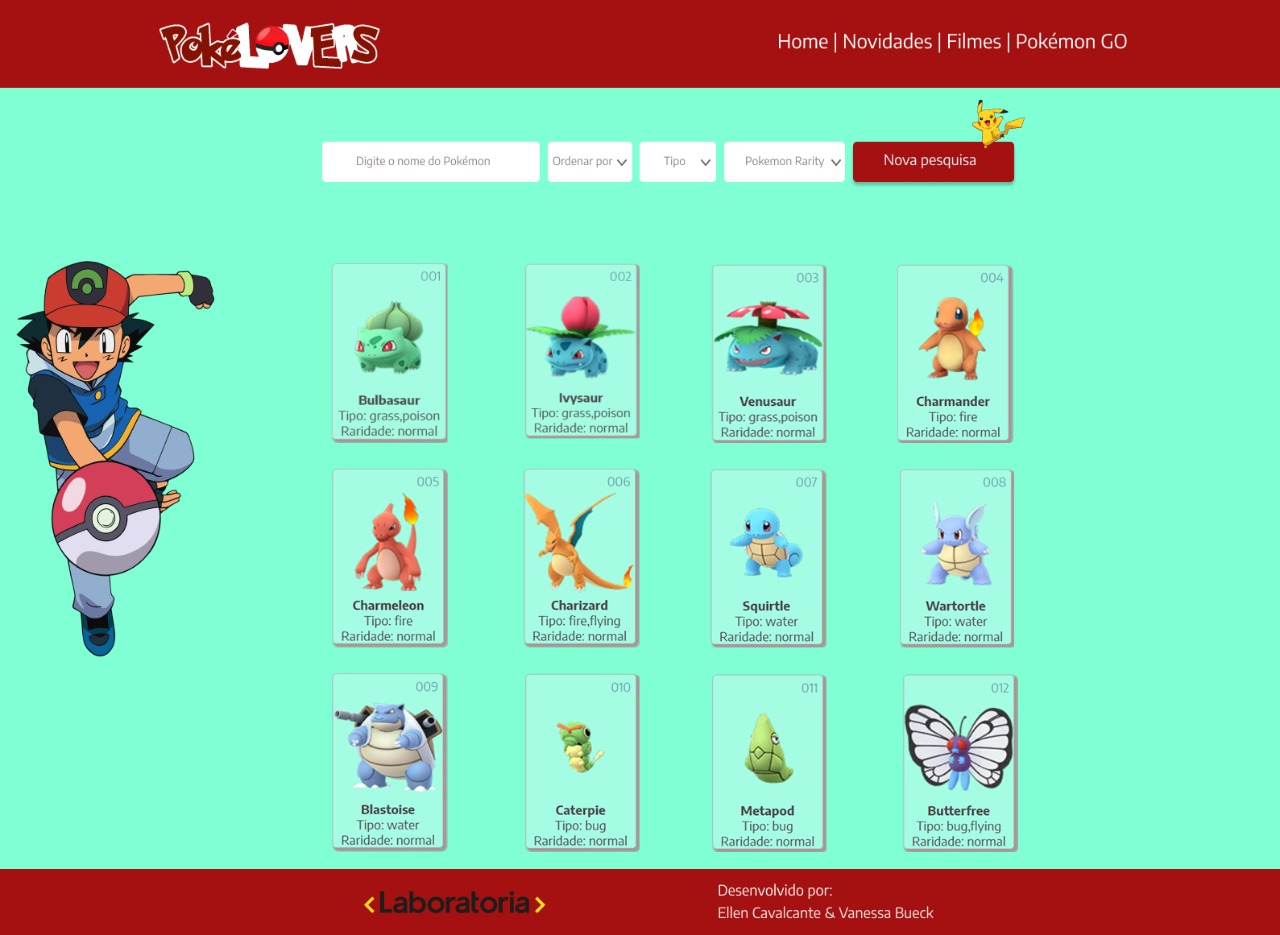 PokéLOVERS
Home | Novidades | Filmes | Pokémon GO
Digite o nome do Pokémon
Ordenar por
Tipo
Pokemon Rarity
Nova pesquisa
001
Bulbasaur
Tipo: grass,poison
Raridade: normal
002
Ivysaur
Tipo: grass,poison
Raridade: normal
003
Venusaur
Tipo: grass,poison
Raridade: normal
004
Charmander
Tipo: fire
Raridade: normal
005
Charmeleon
Tipo: fire
Raridade: normal
006
Charizard
Tipo: fire,flying
Raridade: normal
007
Squirtle
Tipo: water
Raridade: normal
008
Wartortle
Tipo: water
Raridade: normal
009
Blastoise
Tipo: water
Raridade: normal
010
Caterpie
Tipo: bug
Raridade: normal
011
Metapod
Tipo: bug
Raridade: normal
012
Butterfree
Tipo: bug,flying
Raridade: normal
<Laboratoria>
Desenvolvido por:
Ellen Cavalcante & Vanessa Bueck